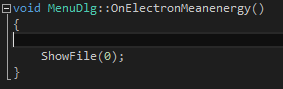 void MenuDlg::OnElectronMeanenergy()
{
ShowFile(0);
}